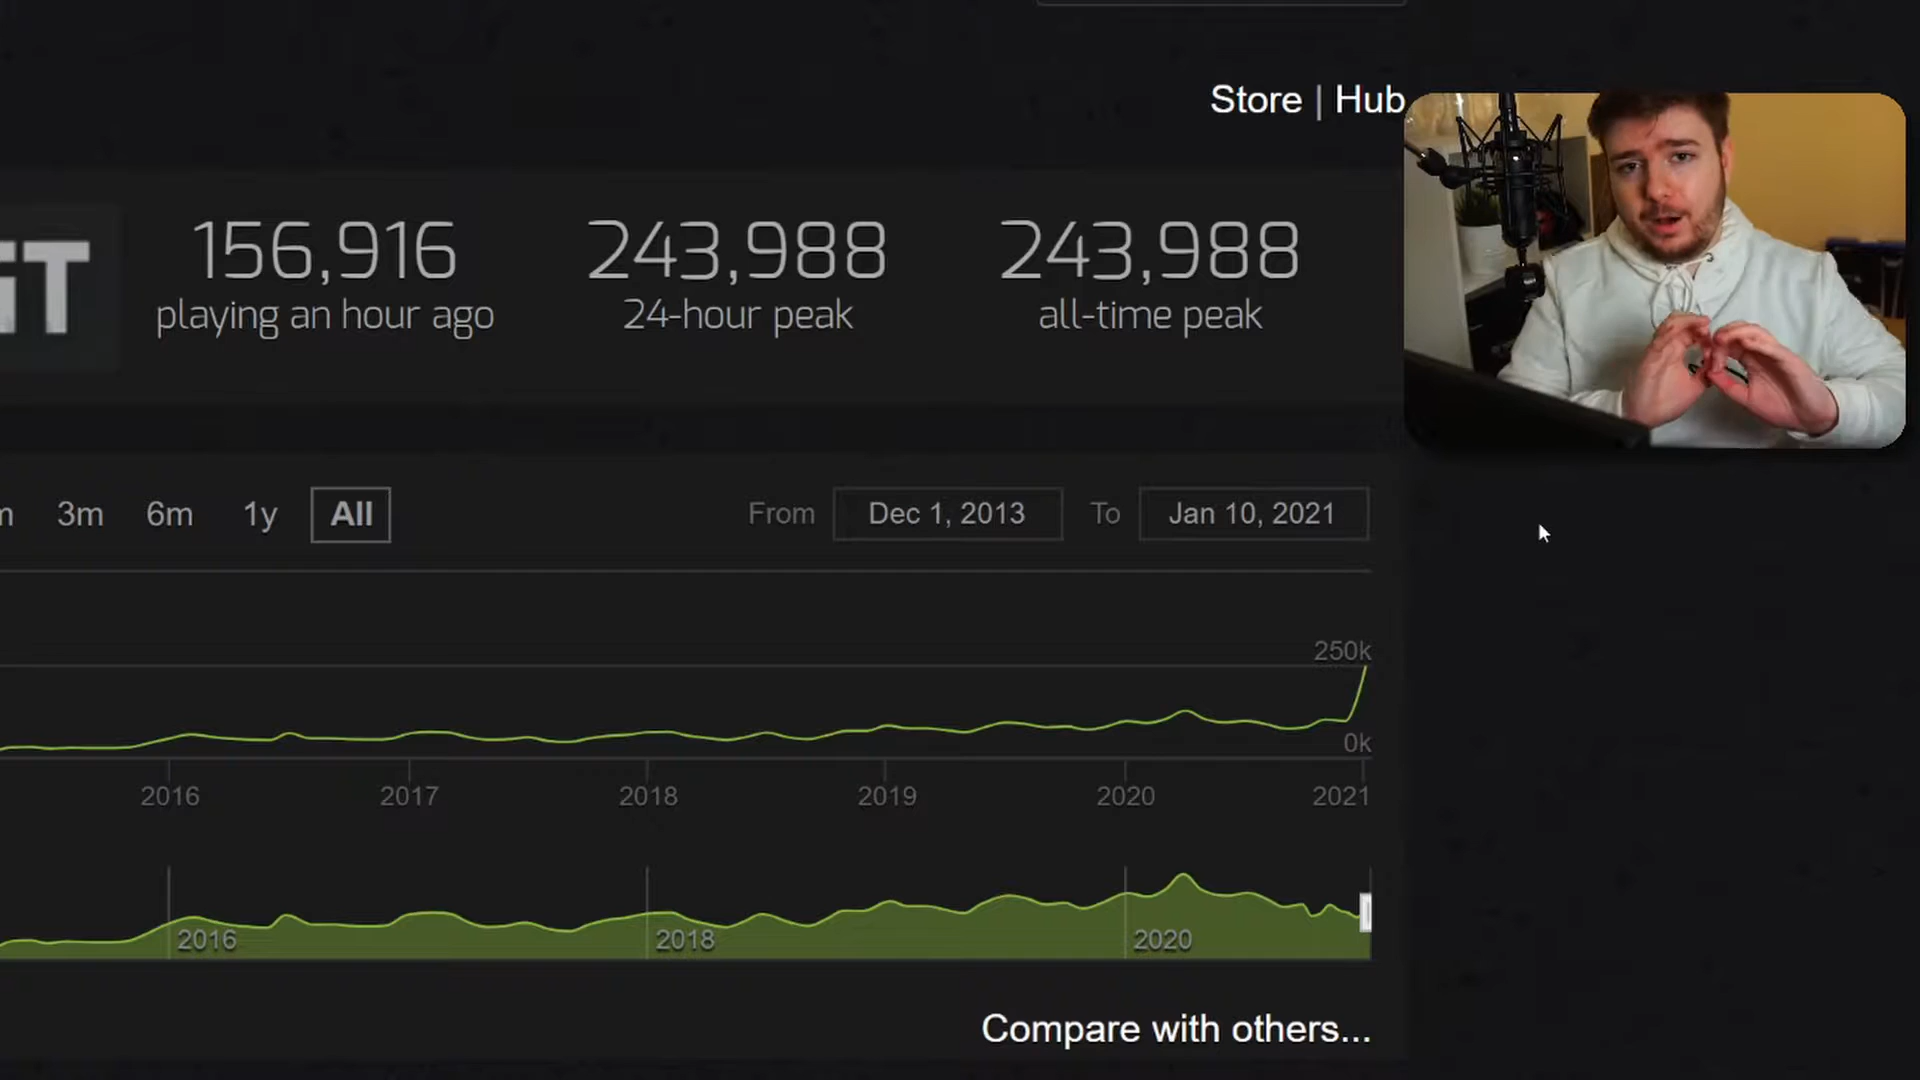 Store | Hub
iT
156,916
playing an hour ago
243,988
24-hour peak
243,988
all-time peak
m 3m 6m 1y All
From Dec 1, 2013 To Jan 10, 2021
250k
0k
2016 2017 2018 2019 2020 2021
2016 2018 2020
Compare with others...